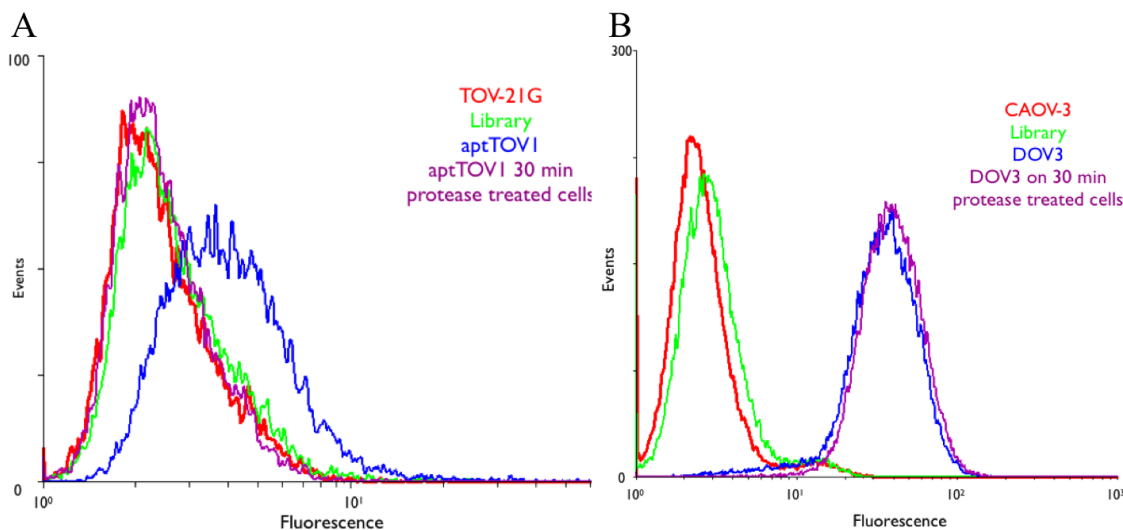 A
100
TOV-21G
Library
aptTOV1
aptTOV1 30 min
protease treated cells
Events
0
10⁰
10¹
Fluorescence
B
300
CAOV-3
Library
DOV3
DOV3 on 30 min
protease treated cells
Events
0
10⁰
10¹
10²
10³
Fluorescence